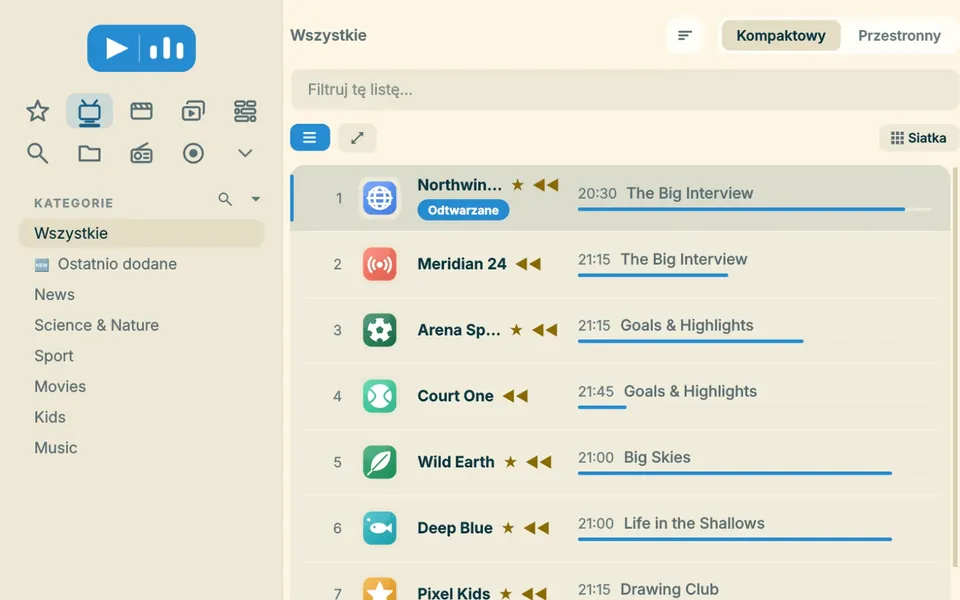 Wszystkie
Kompaktowy
Przestronny
Filtruj tę listę...
Siatka
KATEGORIE
Wszystkie
NEW Ostatnio dodane
News
Science & Nature
Sport
Movies
Kids
Music
1 Northwin... 20:30 The Big Interview
Odtwarzane
2 Meridian 24 21:15 The Big Interview
3 Arena Sp... 21:15 Goals & Highlights
4 Court One 21:45 Goals & Highlights
5 Wild Earth 21:00 Big Skies
6 Deep Blue 21:00 Life in the Shallows
7 Pixel Kids 21:15 Drawing Club